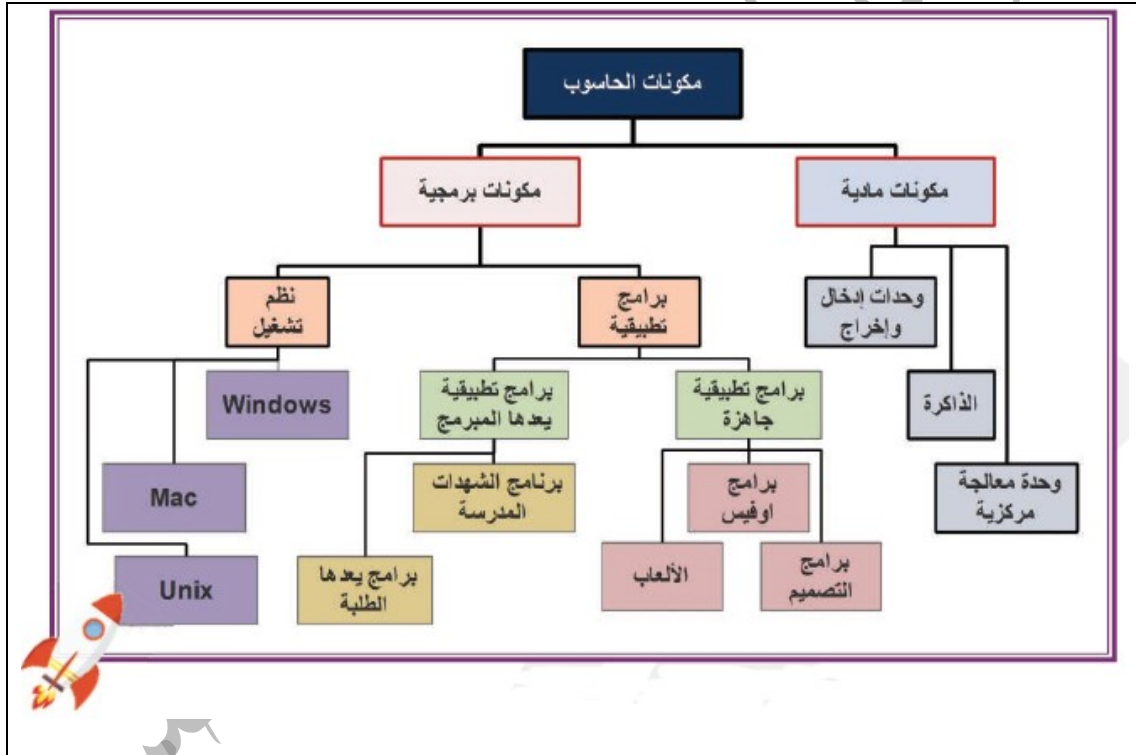 مكونات الحاسوب
مكونات مادية
مكونات برمجية
وحدات إدخال
وإخراج
الذاكرة
وحدة معالجة
مركزية
برامج
تطبيقية
نظم
تشغيل
برامج تطبيقية
جاهزة
برامج تطبيقية
يعدها المبرمج
Windows
برامج
اوفيس
برنامج الشهدات
المدرسة
Mac
برامج
التصميم
الألعاب
برامج يعدها
الطلبة
Unix